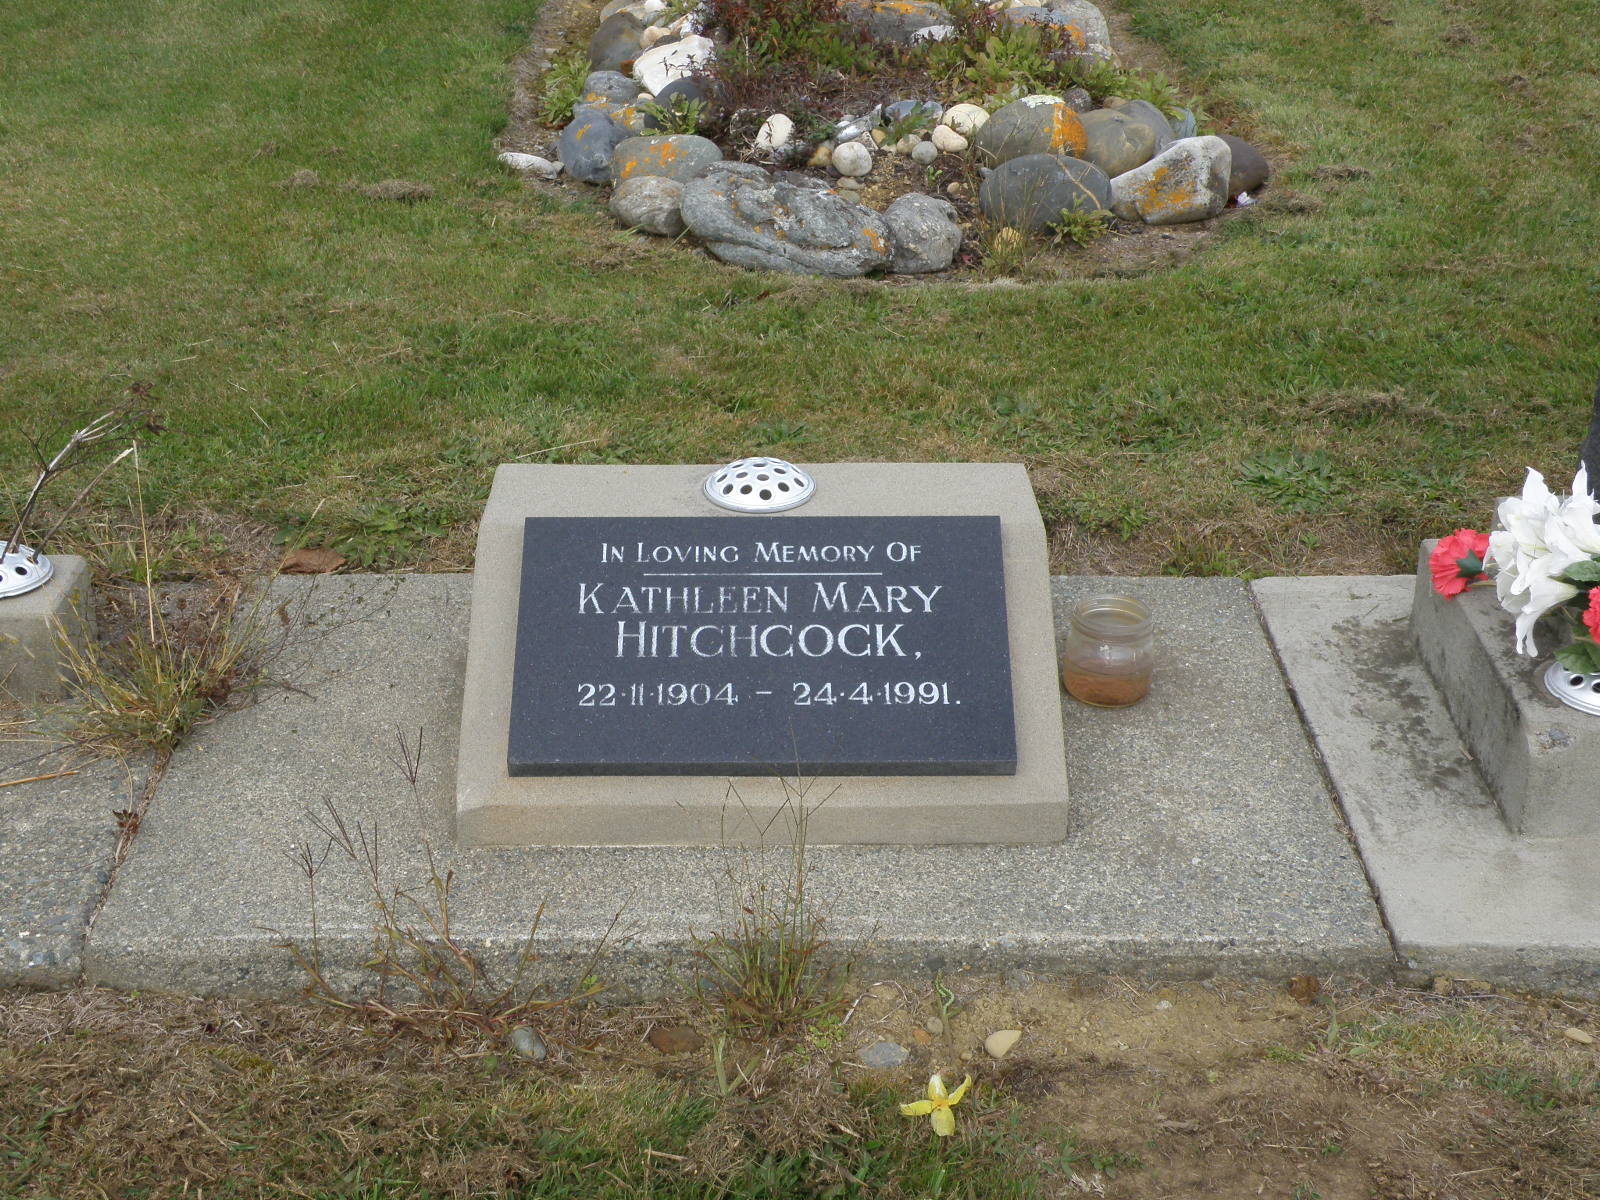 In Loving Memory Of
Kathleen Mary
Hitchcock,
22·11·1904 – 24·4·1991.